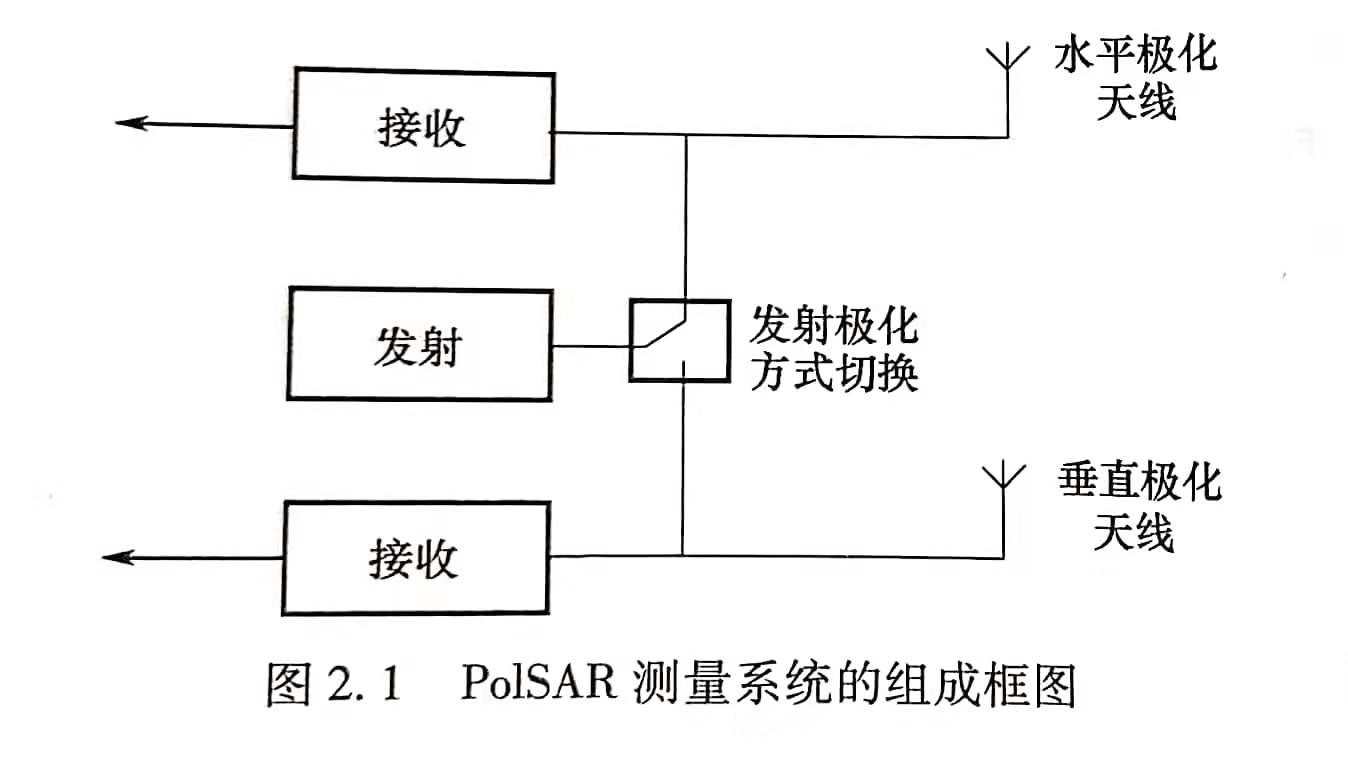 水平极化
天线
接收
发射
发射极化
方式切换
垂直极化
天线
接收
图 2. 1 PolSAR 测量系统的组成框图